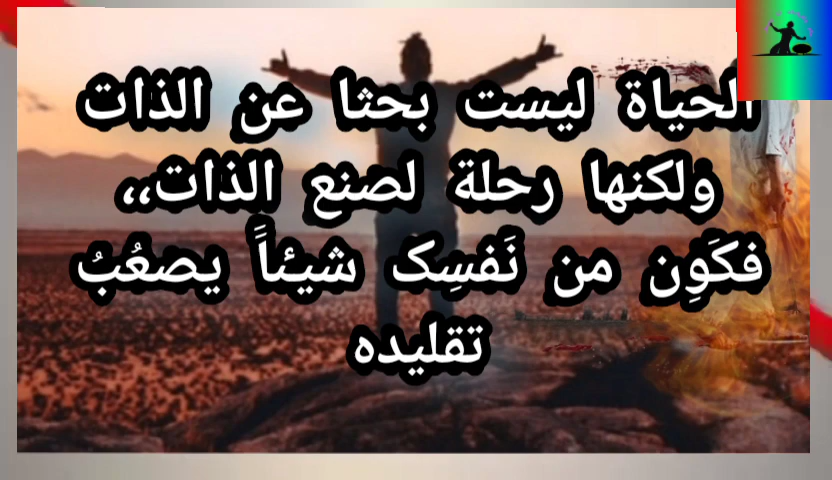 الحياة ليست بحثا عن الذات
ولكنها رحلة لصنع الذات،،
فكَوِن من نَفسِک شيئاً يصعُبُ
تقليده